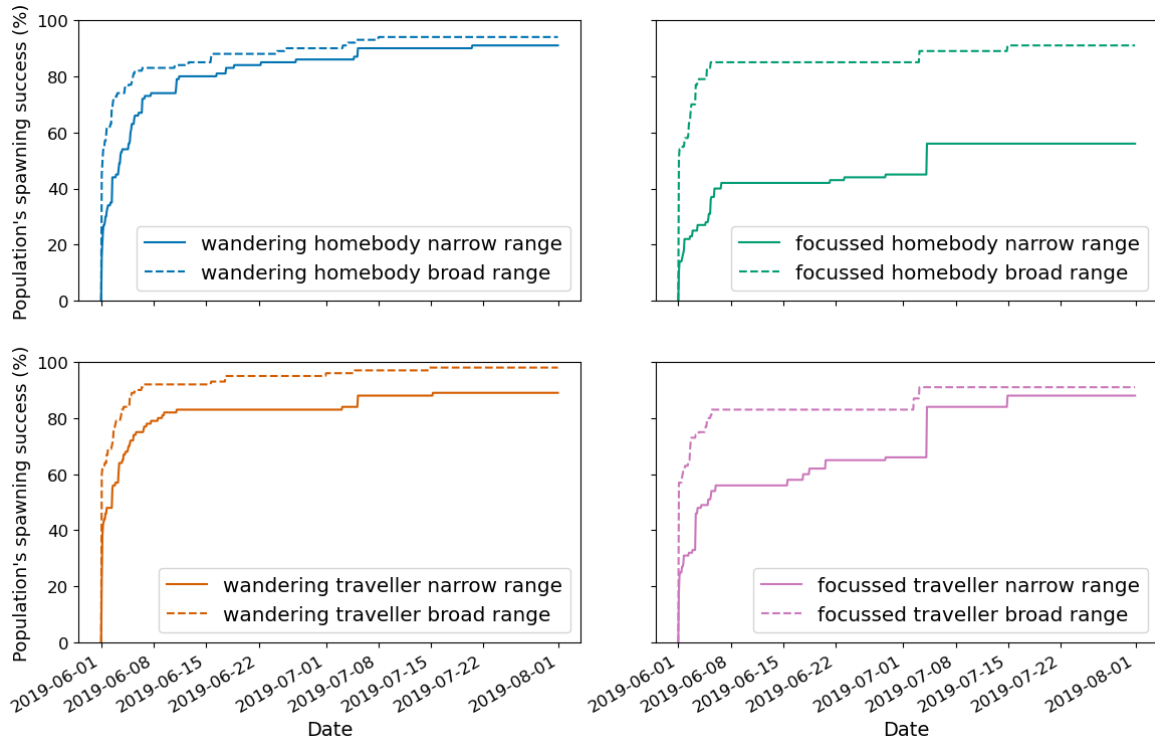 Population's spawning success (%)
100
80
60
40
20
0
wandering homebody narrow range
wandering homebody broad range
focussed homebody narrow range
focussed homebody broad range
Population's spawning success (%)
100
80
60
40
20
0
wandering traveller narrow range
wandering traveller broad range
focussed traveller narrow range
focussed traveller broad range
2019-06-01
2019-06-08
2019-06-15
2019-06-22
2019-07-01
2019-07-08
2019-07-15
2019-07-22
2019-08-01
Date
2019-06-01
2019-06-08
2019-06-15
2019-06-22
2019-07-01
2019-07-08
2019-07-15
2019-07-22
2019-08-01
Date